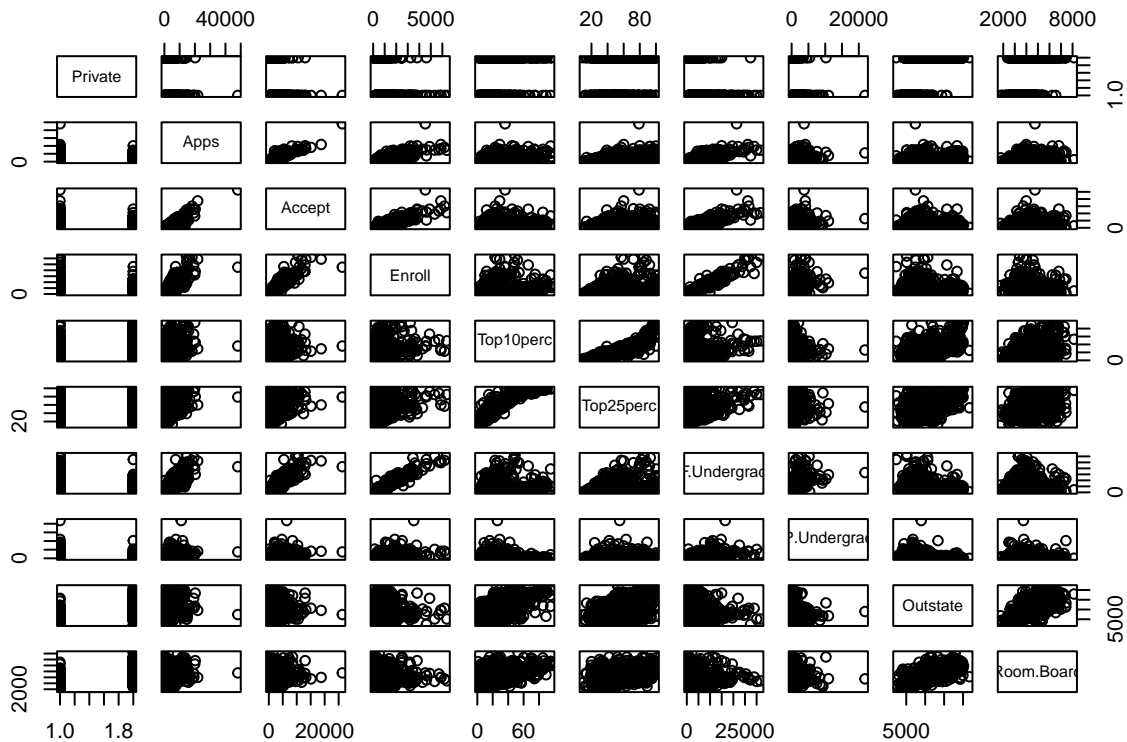 0 40000 0 5000 20 80 0 20000 2000 8000
Private
1.0
Apps
0
Accept
0
Enroll
0
Top10perc
0
Top25perc
20
F.Undergrad
0
P.Undergrad
0
Outstate
5000
Room.Board
2000
1.0 1.8 0 20000 0 60 0 25000 5000